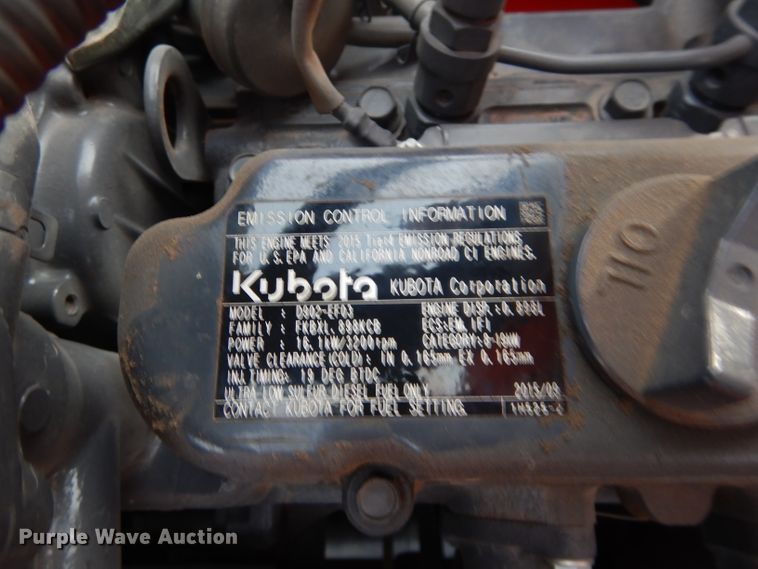 EMISSION CONTROL INFORMATION
THIS ENGINE MEETS 2015 Tier4 EMISSION REGULATIONS
FOR U.S. EPA AND CALIFORNIA NONROAD CI ENGINES.
Kubota KUBOTA Corporation
MODEL : D902-EF03 ENGINE DISP.: 0.898L
FAMILY : FKBXL.898KCB ECS: EM IFI
POWER : 16.1kW/3200rpm CATEGORY: 8-19kW
VALVE CLEARANCE(COLD): IN 0.165mm EX 0.165mm
INJ.TIMING: 19 DEG BTDC
ULTRA LOW SULFUR DIESEL FUEL ONLY 2015/08
CONTACT KUBOTA FOR FUEL SETTING.
OIL
Purple Wave Auction